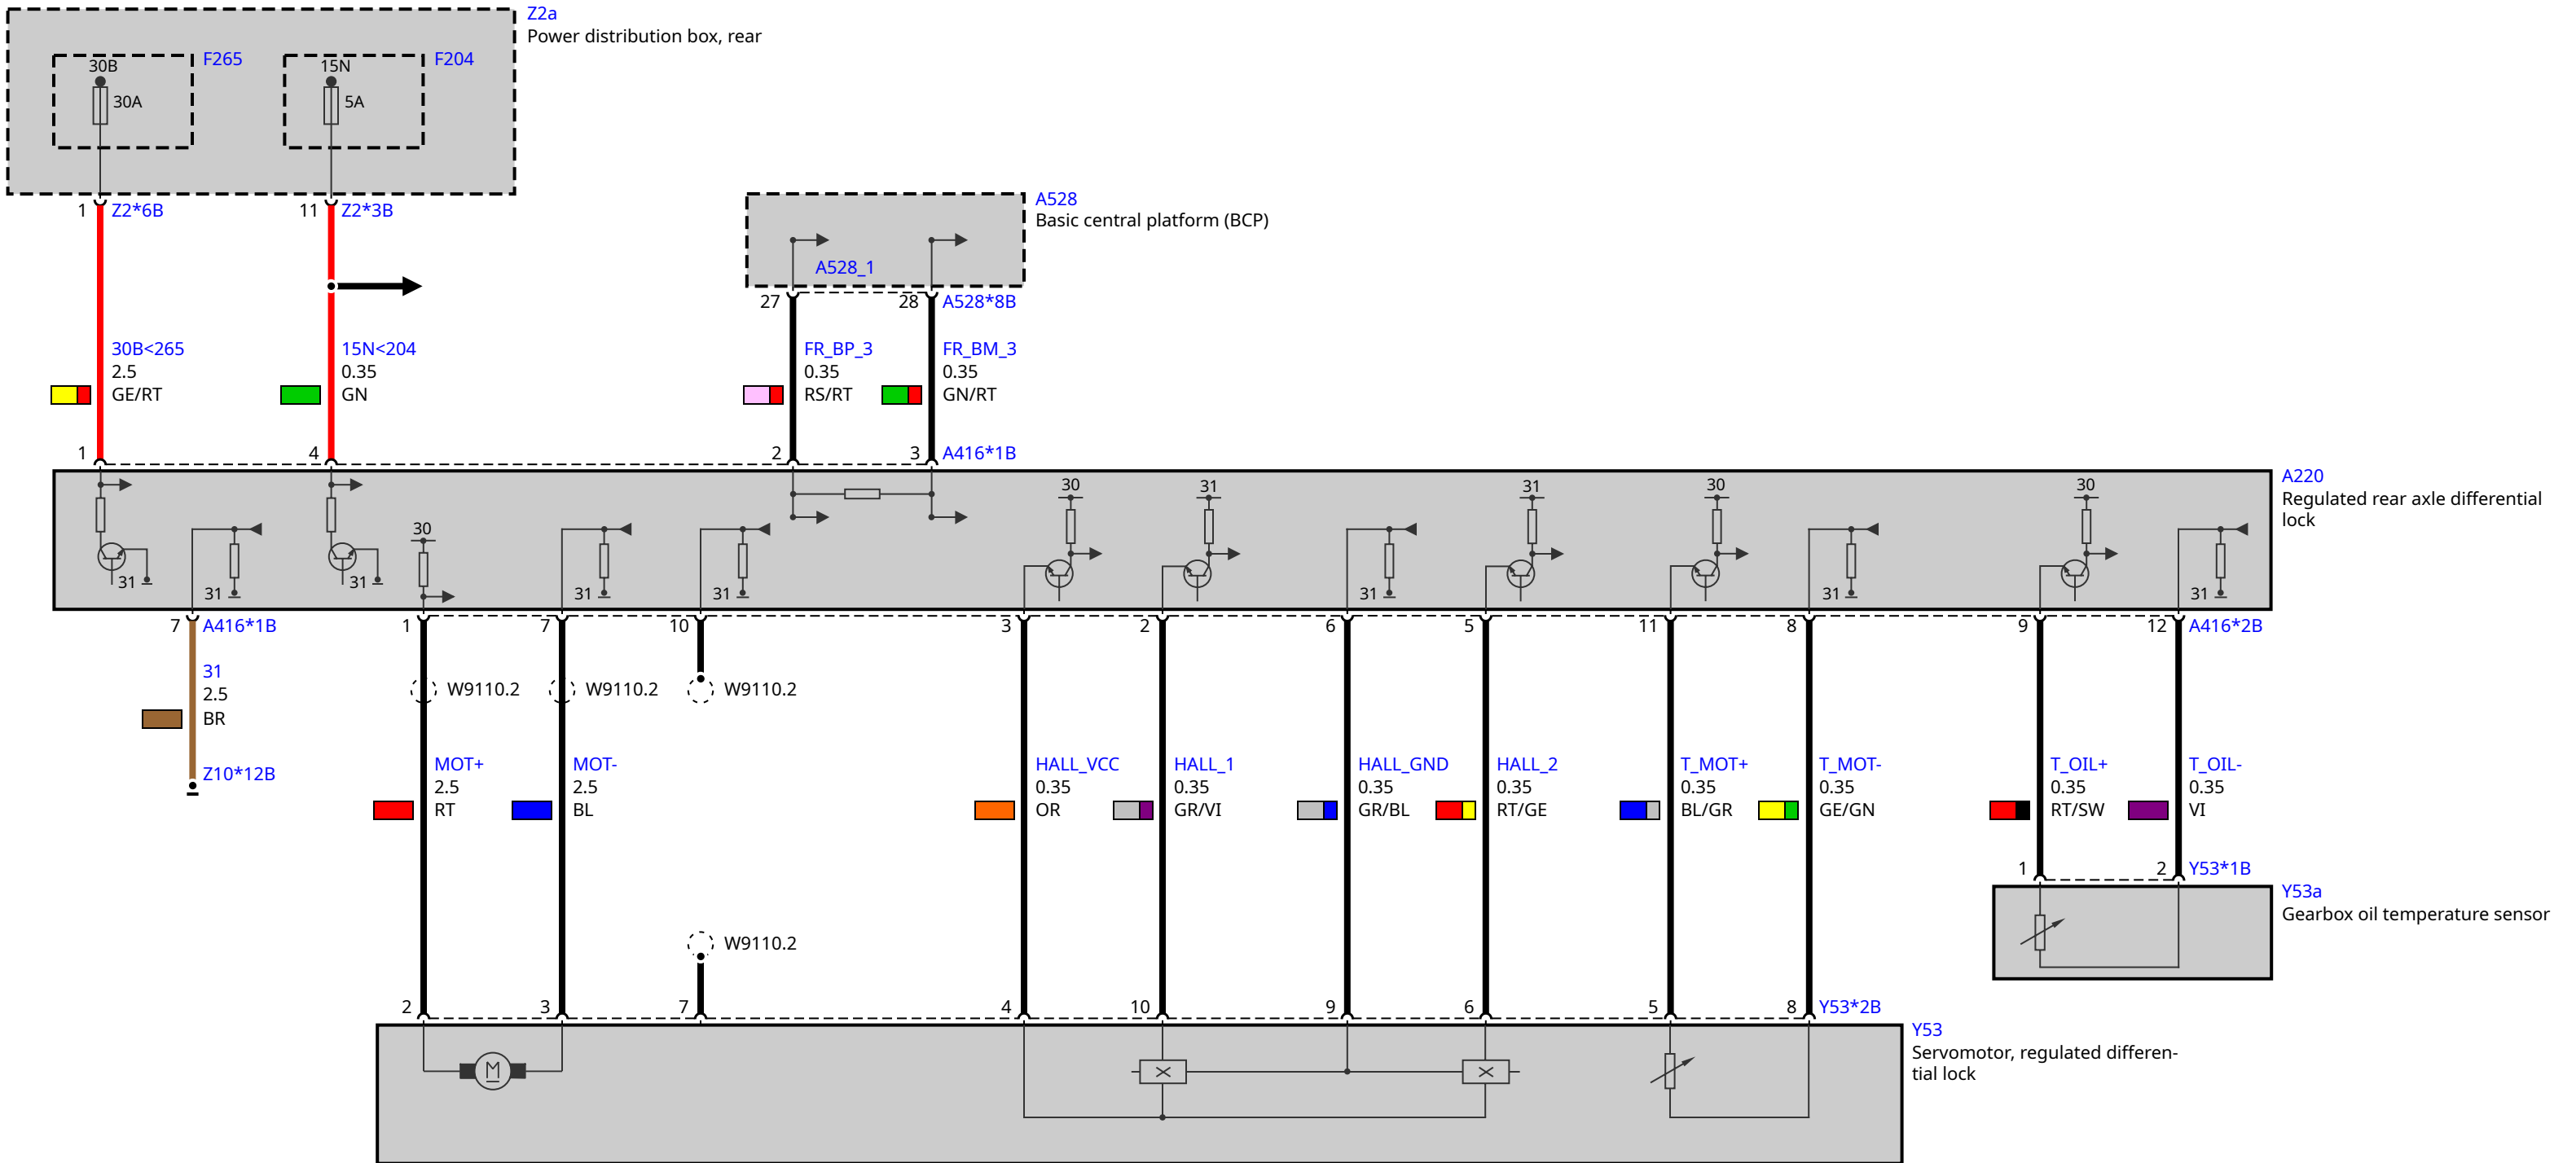 Z2a
Power distribution box, rear
30B
F265
15N
F204
30A
5A
1
Z2*6B
11
Z2*3B
A528
Basic central platform (BCP)
A528_1
27
28
A528*8B
30B<265
2.5
GE/RT
15N<204
0.35
GN
FR_BP_3
0.35
RS/RT
FR_BM_3
0.35
GN/RT
1
4
2
3
A416*1B
A220
Regulated rear axle differential
lock
30
31
31
30
30
30
31
31
31
31
31
31
31
31
7
A416*1B
1
7
10
3
2
6
5
11
8
9
12
A416*2B
31
2.5
BR
Z10*12B
W9110.2
W9110.2
W9110.2
MOT+
2.5
RT
MOT-
2.5
BL
HALL_VCC
0.35
OR
HALL_1
0.35
GR/VI
HALL_GND
0.35
GR/BL
HALL_2
0.35
RT/GE
T_MOT+
0.35
BL/GR
T_MOT-
0.35
GE/GN
T_OIL+
0.35
RT/SW
T_OIL-
0.35
VI
1
2
Y53*1B
Y53a
Gearbox oil temperature sensor
W9110.2
2
3
7
4
10
9
6
5
8
Y53*2B
Y53
Servomotor, regulated differen-
tial lock
M